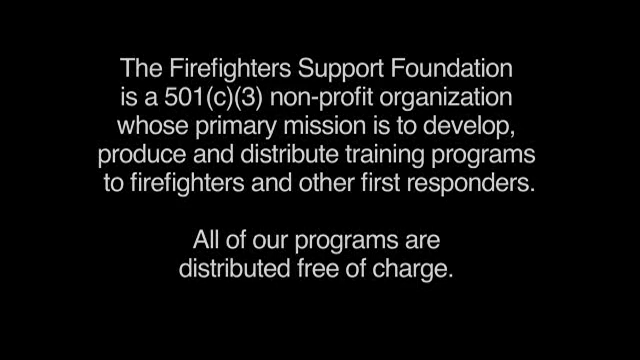 The Firefighters Support Foundation
is a 501(c)(3) non-profit organization
whose primary mission is to develop,
produce and distribute training programs
to firefighters and other first responders.
All of our programs are
distributed free of charge.